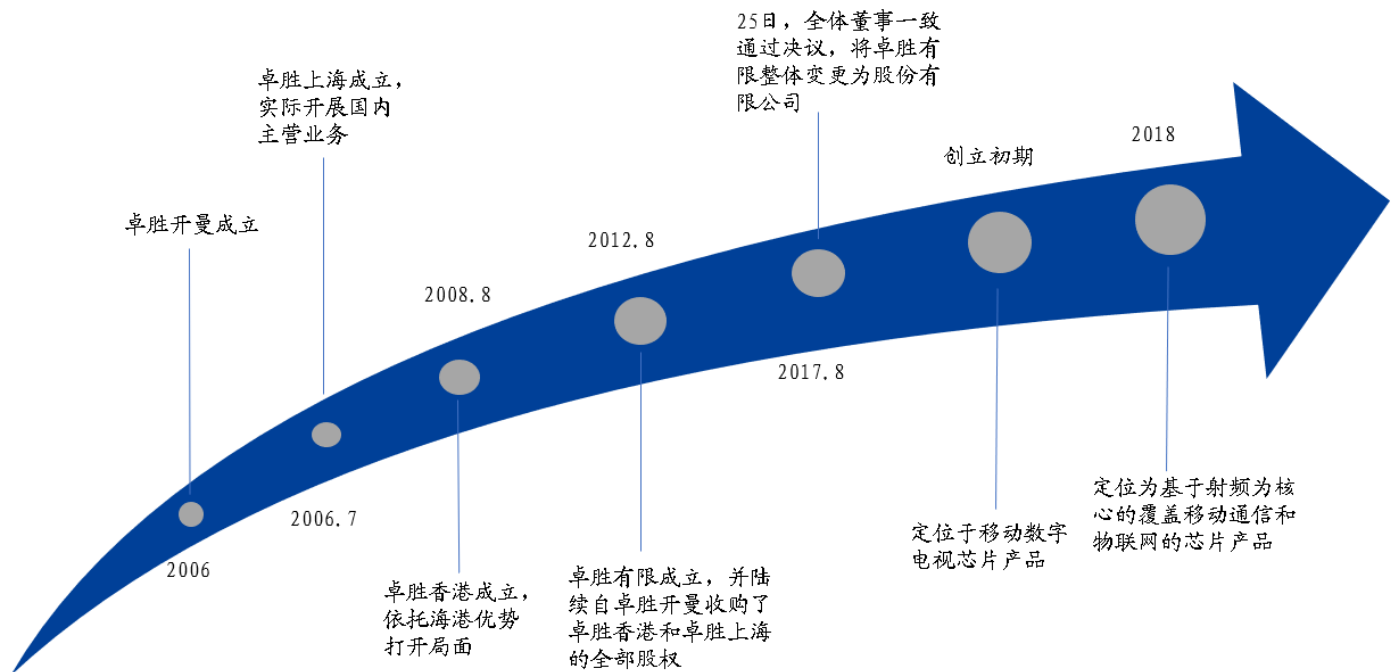 卓胜开曼成立
2006
卓胜上海成立，
实际开展国内
主营业务
2006.7
2008.8
卓胜香港成立，
依托海港优势
打开局面
2012.8
卓胜有限成立，并陆
续自卓胜开曼收购了
卓胜香港和卓胜上海
的全部股权
25日，全体董事一致
通过决议，将卓胜有
限整体变更为股份有
限公司
2017.8
创立初期
定位于移动数字
电视芯片产品
2018
定位为基于射频为核
心的覆盖移动通信和
物联网的芯片产品